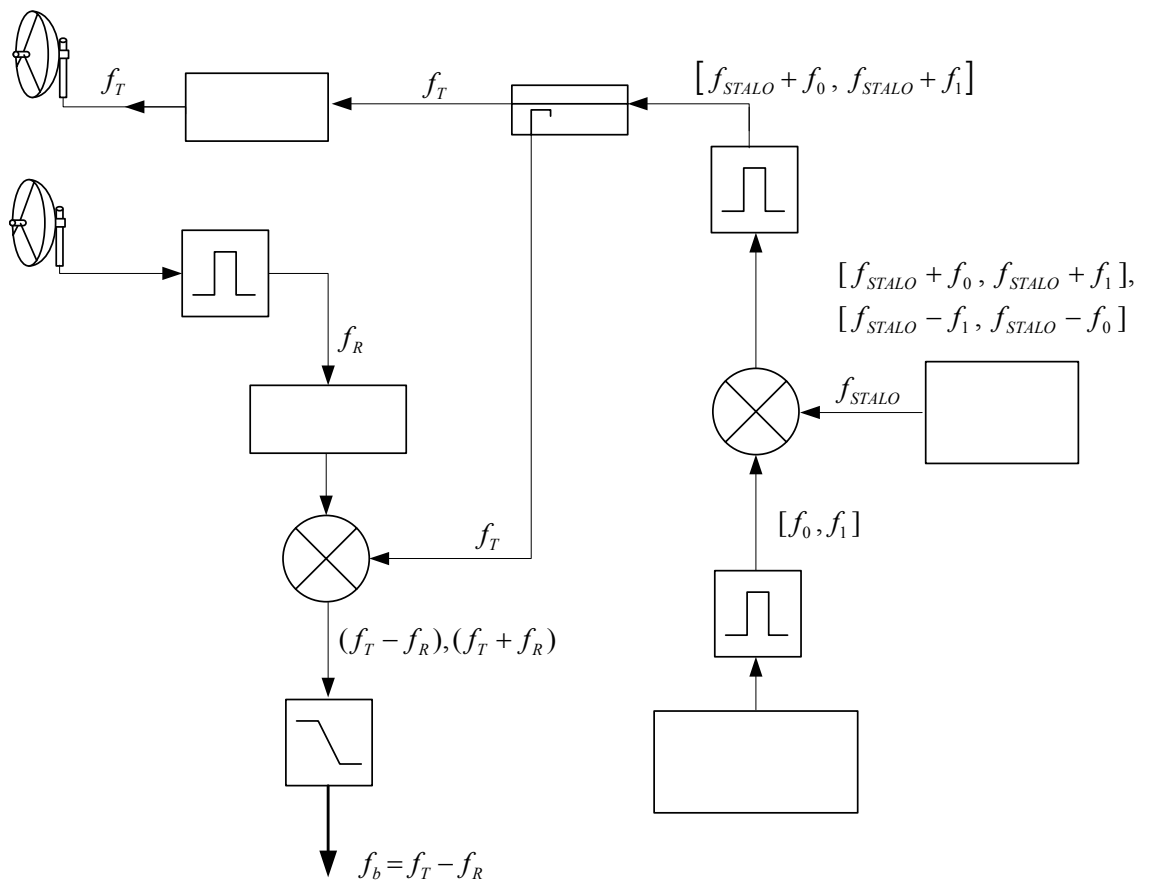 [f_STALO + f_0 , f_STALO + f_1]
f_T
f_T
[f_STALO + f_0 , f_STALO + f_1],
[f_STALO − f_1 , f_STALO − f_0]
f_R
f_STALO
[f_0 , f_1]
f_T
(f_T − f_R),(f_T + f_R)
f_b = f_T − f_R